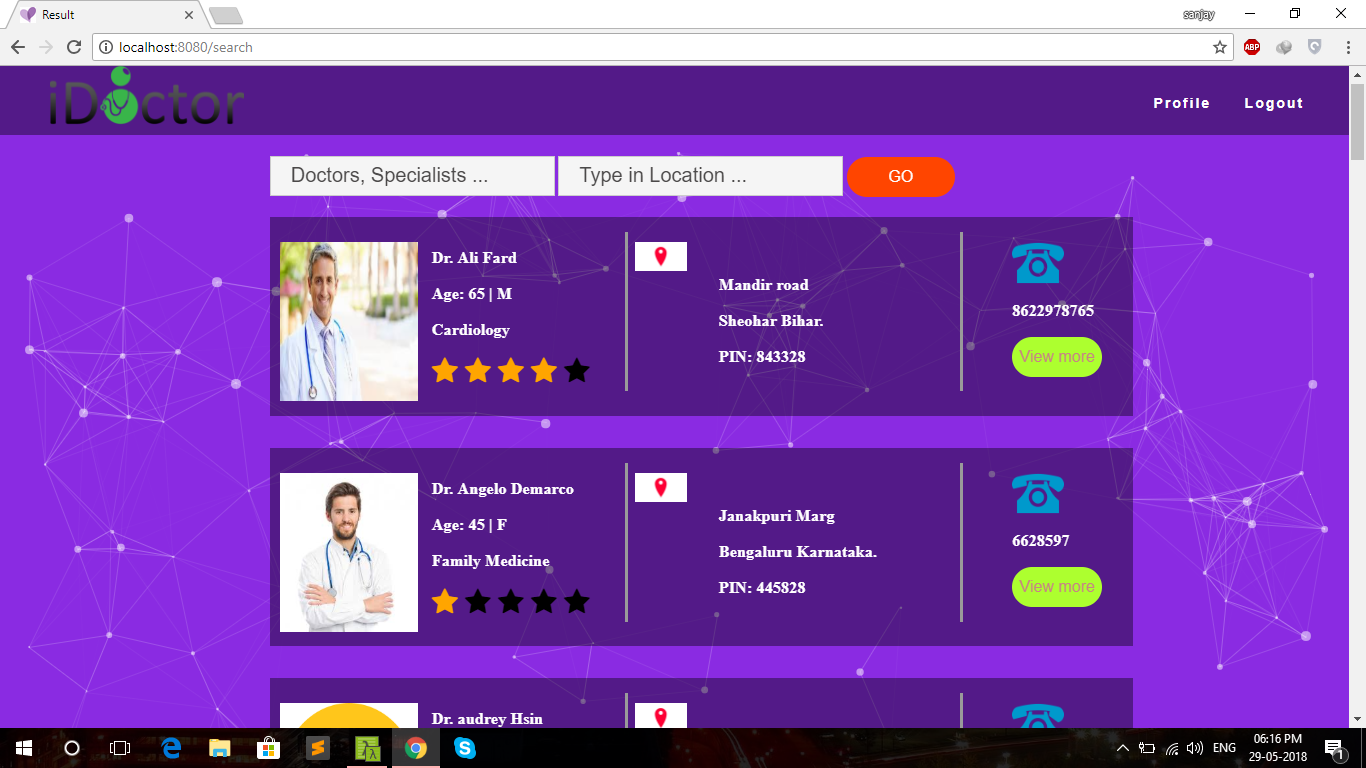 Result
sanjay
localhost:8080/search
ABP
iDoctor
Profile Logout
Doctors, Specialists ... Type in Location ... GO
Dr. Ali Fard
Age: 65 | M
Cardiology
Mandir road
Sheohar Bihar.
PIN: 843328
8622978765
View more
Dr. Angelo Demarco
Age: 45 | F
Family Medicine
Janakpuri Marg
Bengaluru Karnataka.
PIN: 445828
6628597
View more
Dr. audrey Hsin
ENG
06:16 PM
29-05-2018
1